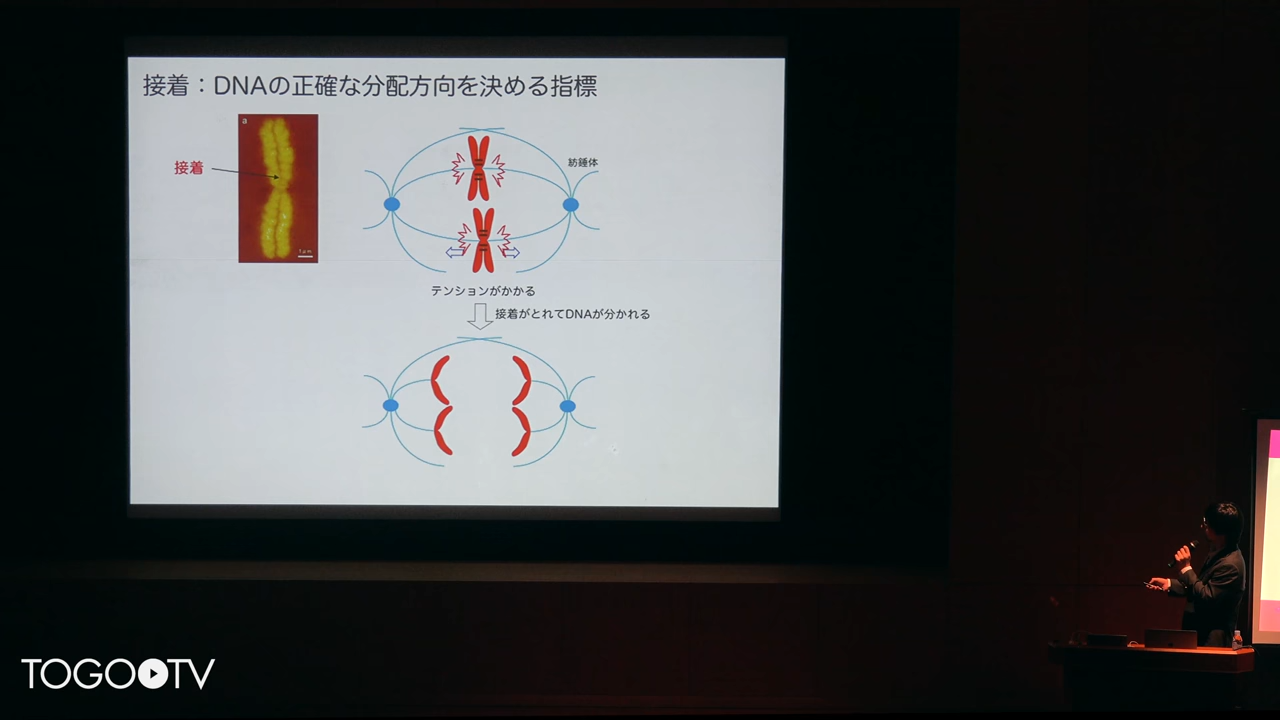 接着：DNAの正確な分配方向を決める指標
a
接着
1μm
紡錘体
テンションがかかる
接着がとれてDNAが分かれる
TOGO TV